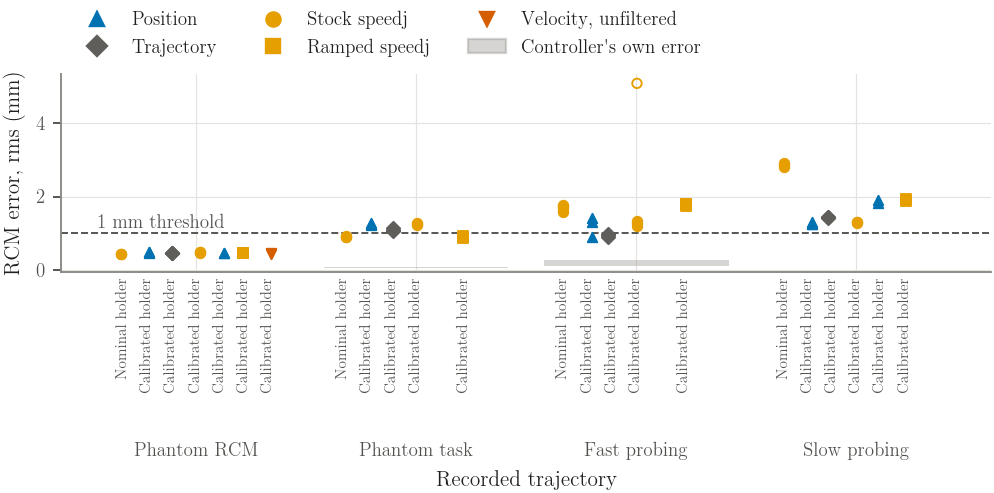 Position
Stock speedj
Velocity, unfiltered
Trajectory
Ramped speedj
Controller's own error
RCM error, rms (mm)
4
2
0
1 mm threshold
Nominal holder
Calibrated holder
Calibrated holder
Calibrated holder
Calibrated holder
Calibrated holder
Calibrated holder
Nominal holder
Calibrated holder
Calibrated holder
Calibrated holder
Calibrated holder
Nominal holder
Calibrated holder
Calibrated holder
Calibrated holder
Calibrated holder
Nominal holder
Calibrated holder
Calibrated holder
Calibrated holder
Calibrated holder
Calibrated holder
Phantom RCM
Phantom task
Fast probing
Slow probing
Recorded trajectory